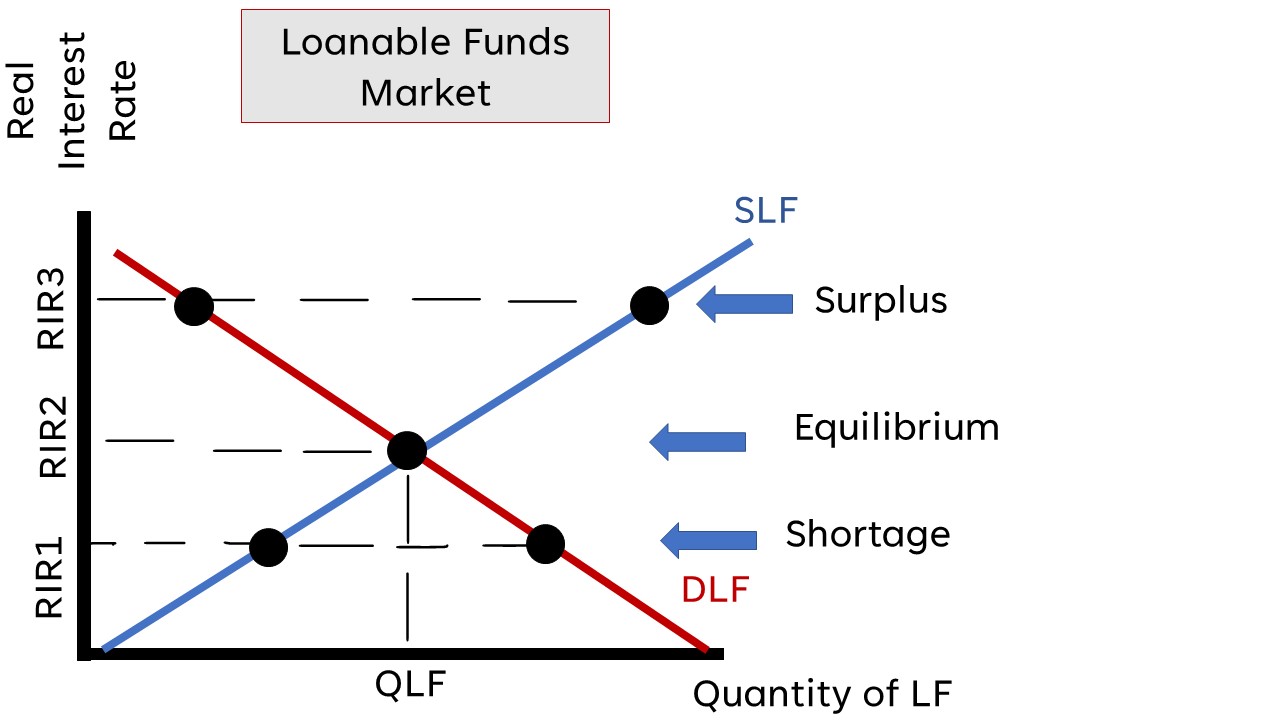 Real
Interest
Rate
Loanable Funds
Market
SLF
RIR3
Surplus
RIR2
Equilibrium
RIR1
Shortage
DLF
QLF
Quantity of LF